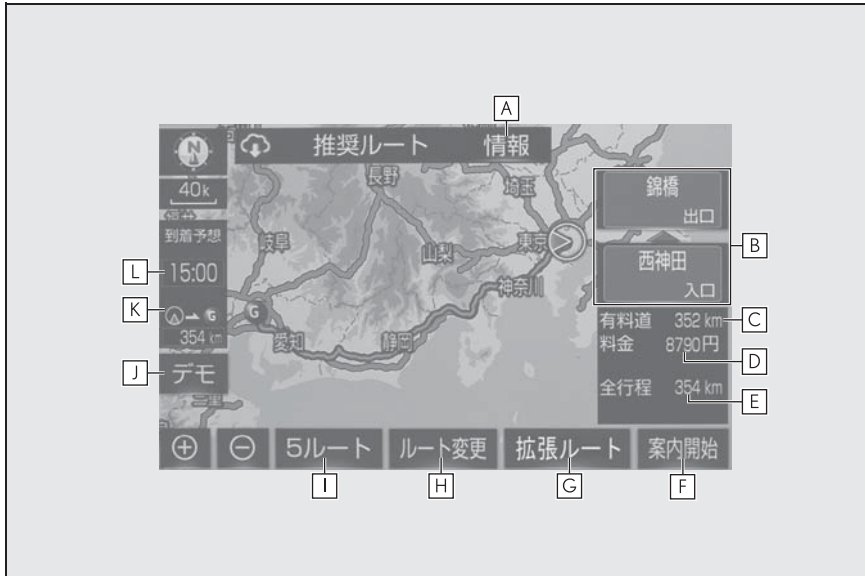 A
推奨ルート 情報
N
40k
長野
埼玉
錦橋
出口
B
到着予想
岐阜
山梨
東京
西神田
入口
L
15:00
神奈川
K
G
G
354 km
愛知
静岡
有料道 352 km
C
料金 8790円
D
J
デモ
全行程 354 km
E
三重
⊕
⊖
5ルート
ルート変更
拡張ルート
案内開始
I
H
G
F